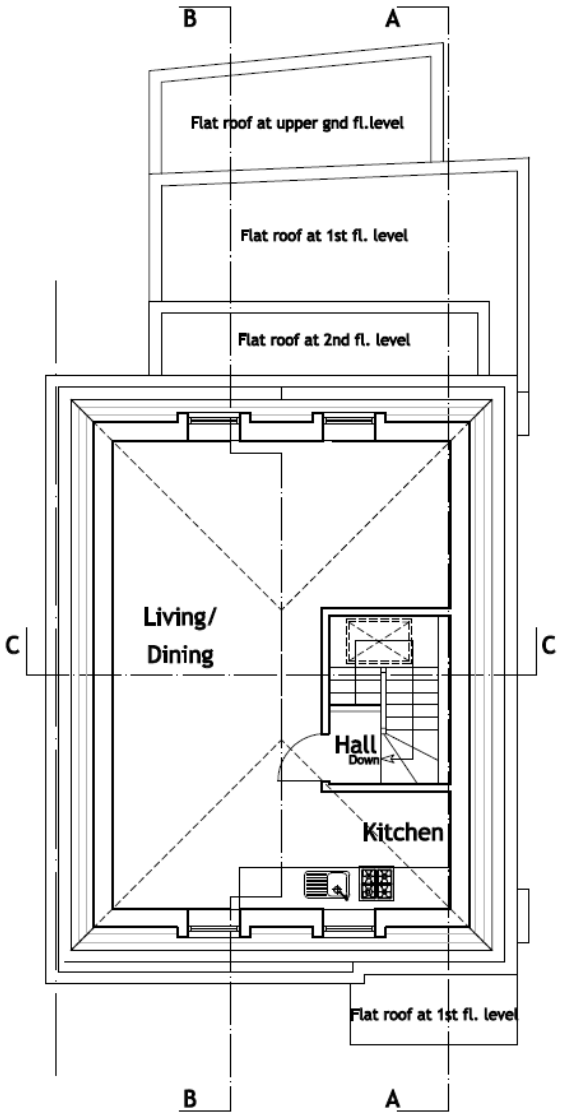 B
A
Flat roof at upper gnd fl.level
Flat roof at 1st fl. level
Flat roof at 2nd fl. level
Living/
Dining
C
C
Hall
Down
Kitchen
Flat roof at 1st fl. level
B
A